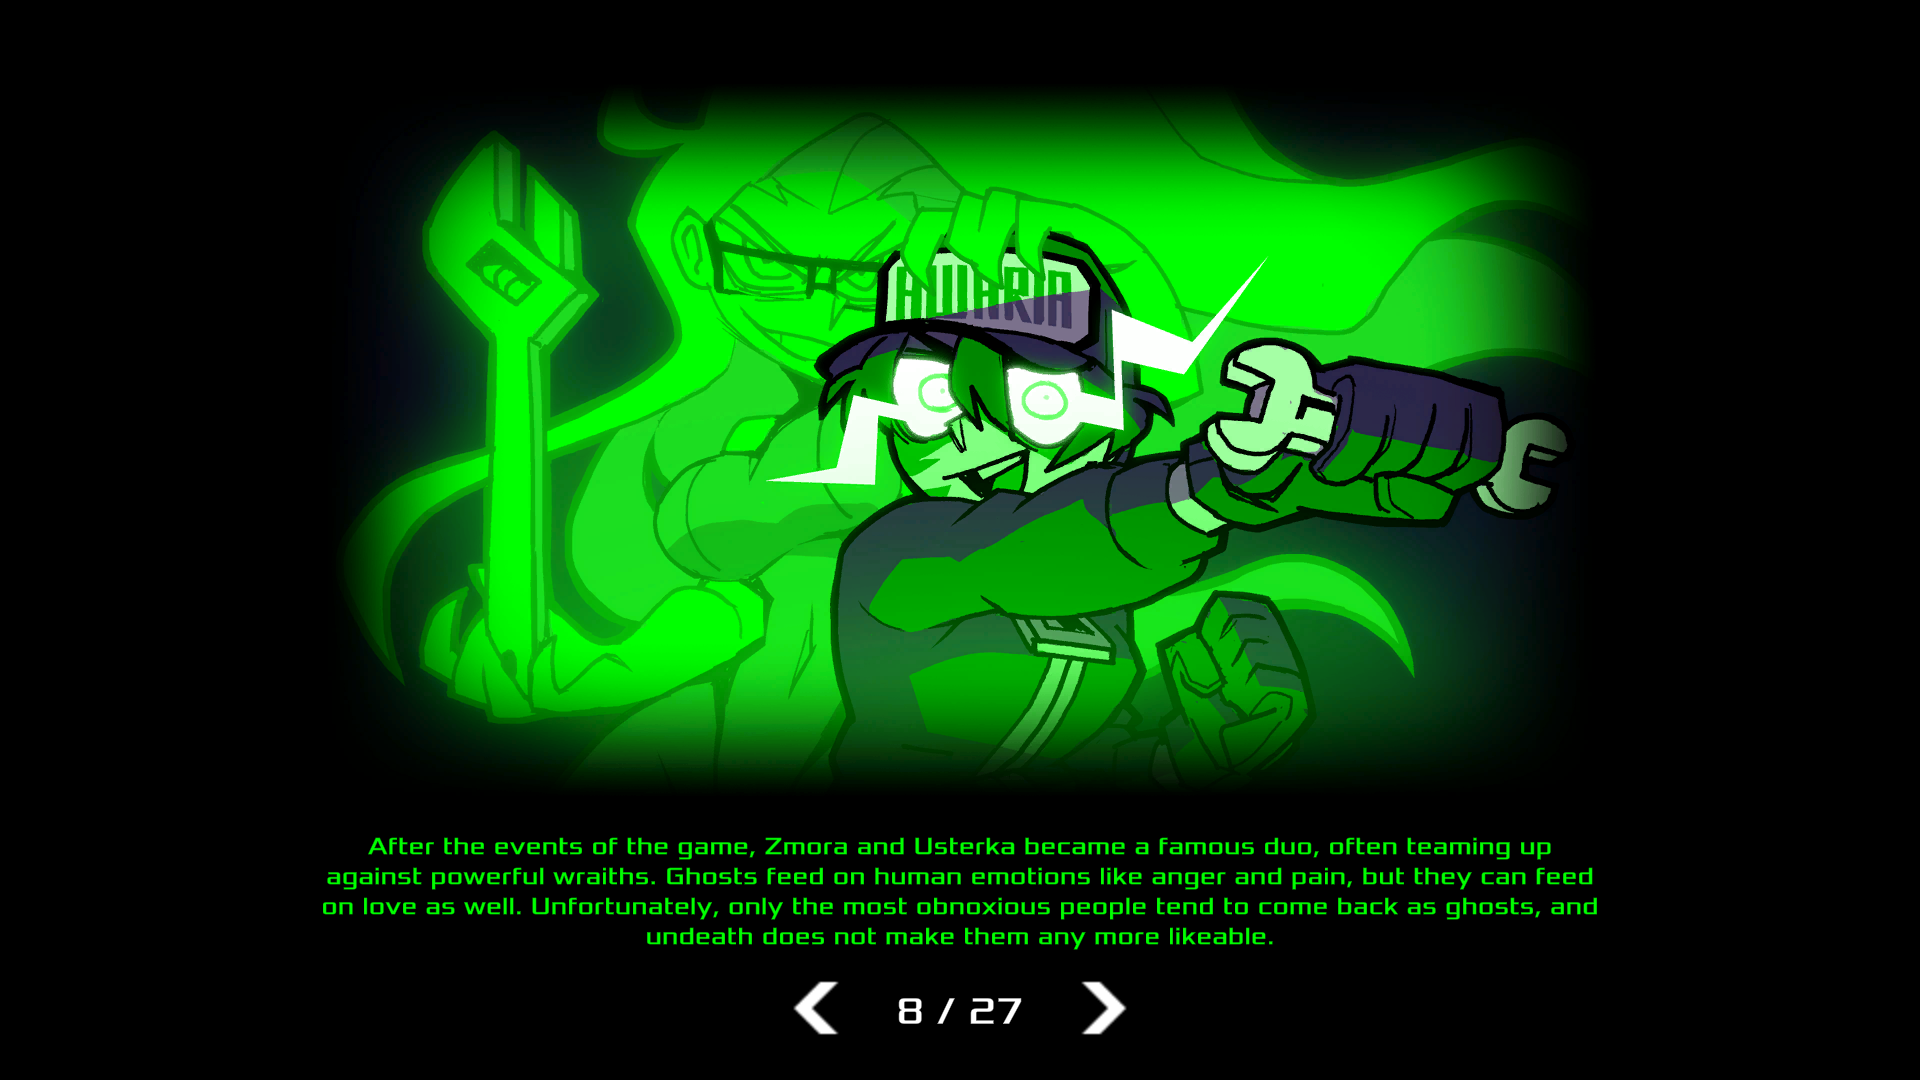 AWARIA
After the events of the game, Zmora and Usterka became a famous duo, often teaming up
against powerful wraiths. Ghosts feed on human emotions like anger and pain, but they can feed
on love as well. Unfortunately, only the most obnoxious people tend to come back as ghosts, and
undeath does not make them any more likeable.
8 / 27